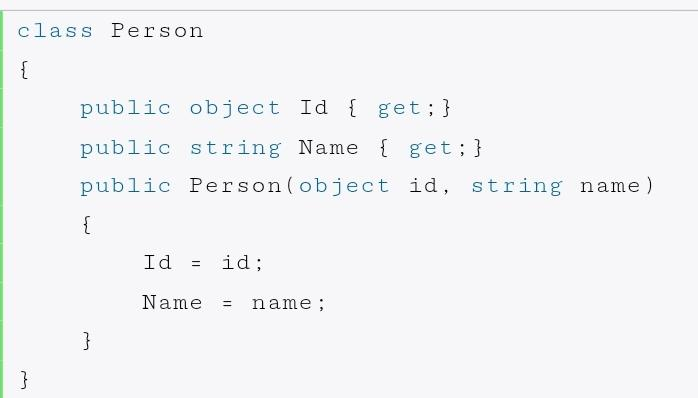 class Person
{
public object Id { get;}
public string Name { get;}
public Person(object id, string name)
{
Id = id;
Name = name;
}
}